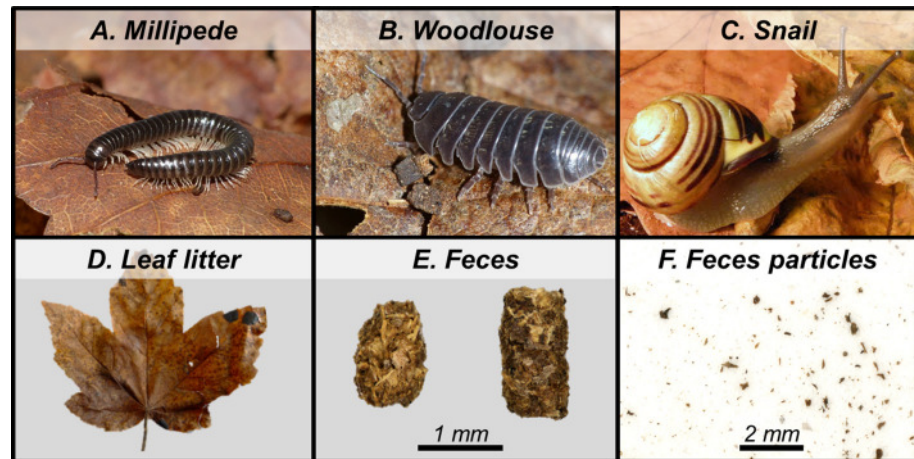 A. Millipede
B. Woodlouse
C. Snail
D. Leaf litter
E. Feces
F. Feces particles
1 mm
2 mm